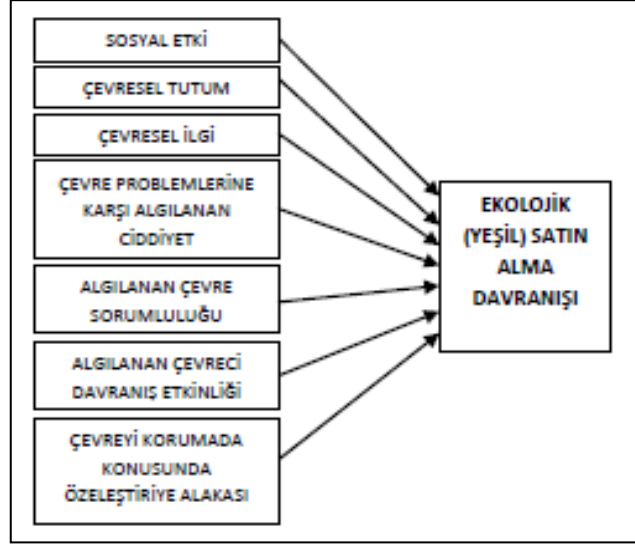 SOSYAL ETKİ
ÇEVRESEL TUTUM
ÇEVRESEL İLGİ
ÇEVRE PROBLEMLERİNE
KARŞI ALGILANAN
CİDDİYET
ALGILANAN ÇEVRE
SORUMLULUĞU
ALGILANAN ÇEVRECİ
DAVRANIŞ ETKİNLİĞİ
ÇEVREYİ KORUMADA
KONUSUNDA
ÖZELEŞTİRİYE ALAKASI
EKOLOJİK
(YEŞİL) SATIN
ALMA
DAVRANIŞI